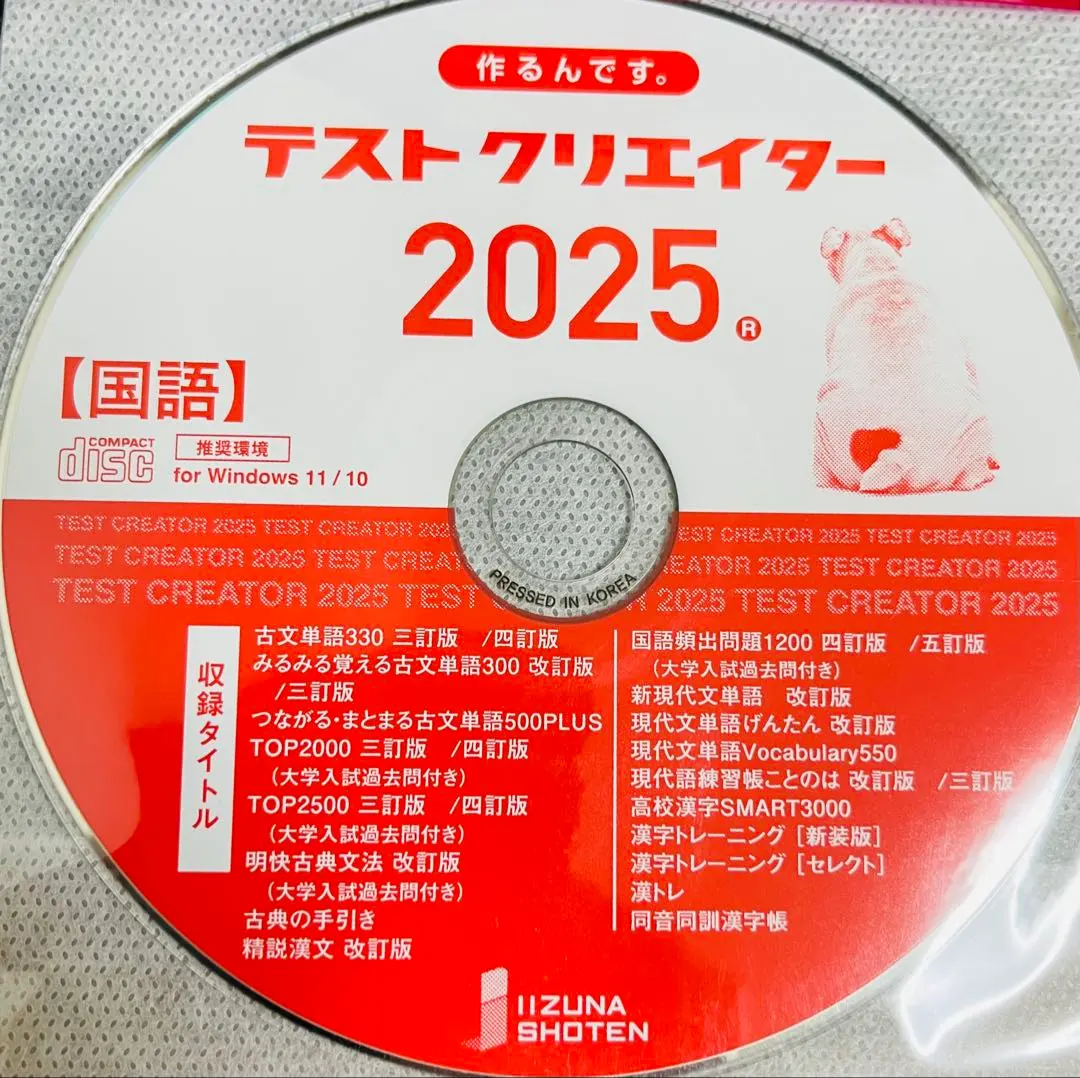 作るんです。
テストクリエイター
2025®
【国語】
COMPACT disc
推奨環境
for Windows 11 / 10
TEST CREATOR 2025 TEST CREATOR 202
TEST CREATOR 2025 TEST CREATOR 2025
TEST CREATOR 2025 TEST CREA
REATOR 2025 TEST CREATOR 2025
TEST CREATOR 2025 TEST C
TOR 2025 TEST CREATOR 2025
PRESSED IN KOREA
収録タイトル
古文単語330 三訂版 /四訂版
みるみる覚える古文単語300 改訂版
/三訂版
つながる・まとまる古文単語500PLUS
TOP2000 三訂版 /四訂版
（大学入試過去問付き）
TOP2500 三訂版 /四訂版
（大学入試過去問付き）
明快古典文法 改訂版
（大学入試過去問付き）
古典の手引き
精説漢文 改訂版
国語頻出問題1200 四訂版 /五訂版
（大学入試過去問付き）
新現代文単語 改訂版
現代文単語げんたん 改訂版
現代文単語Vocabulary550
現代語練習帳ことのは 改訂版 /三訂版
高校漢字SMART3000
漢字トレーニング［新装版］
漢字トレーニング［セレクト］
漢トレ
同音同訓漢字帳
IIZUNA
SHOTEN